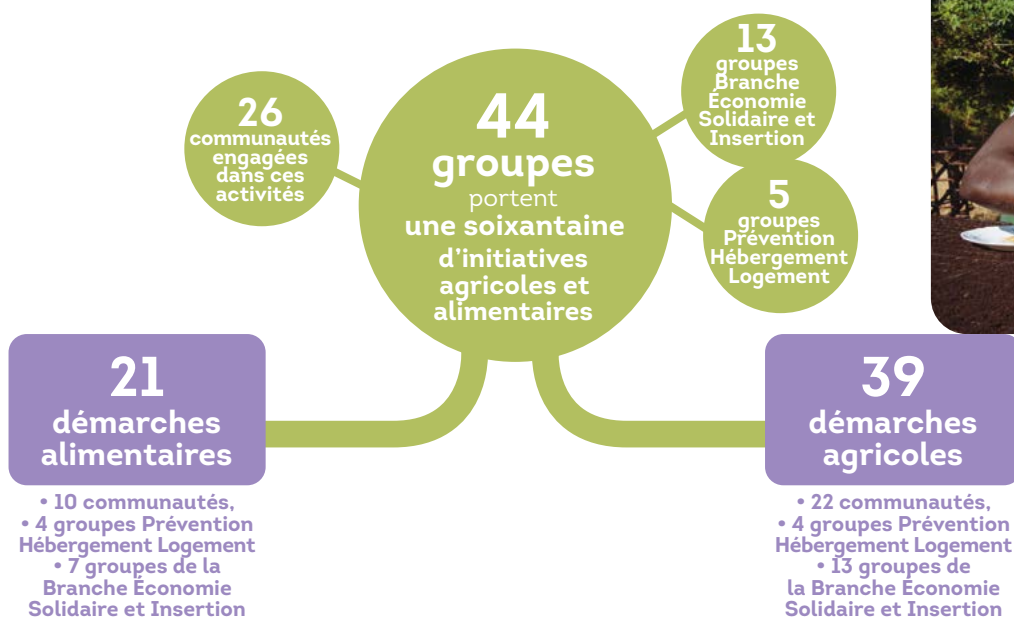 26
communautés
engagées
dans ces
activités
44
groupes
portent
une soixantaine
d'initiatives
agricoles et
alimentaires
13
groupes
Branche
Économie
Solidaire et
Insertion
5
groupes
Prévention
Hébergement
Logement
21
démarches
alimentaires
• 10 communautés,
• 4 groupes Prévention
Hébergement Logement
• 7 groupes de la
Branche Économie
Solidaire et Insertion
39
démarches
agricoles
• 22 communautés,
• 4 groupes Prévention
Hébergement Logement
• 13 groupes de
la Branche Économie
Solidaire et Insertion